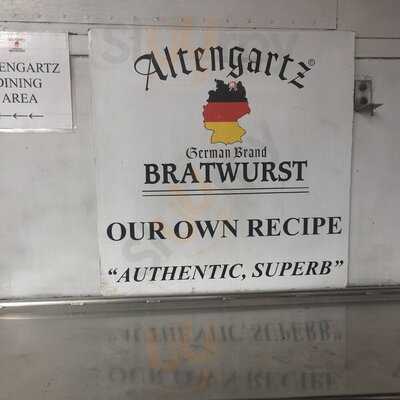 ENGARTZ
DINING
AREA
←←←
Altengartz©
German Brand
BRATWURST
OUR OWN RECIPE
"AUTHENTIC, SUPERB"